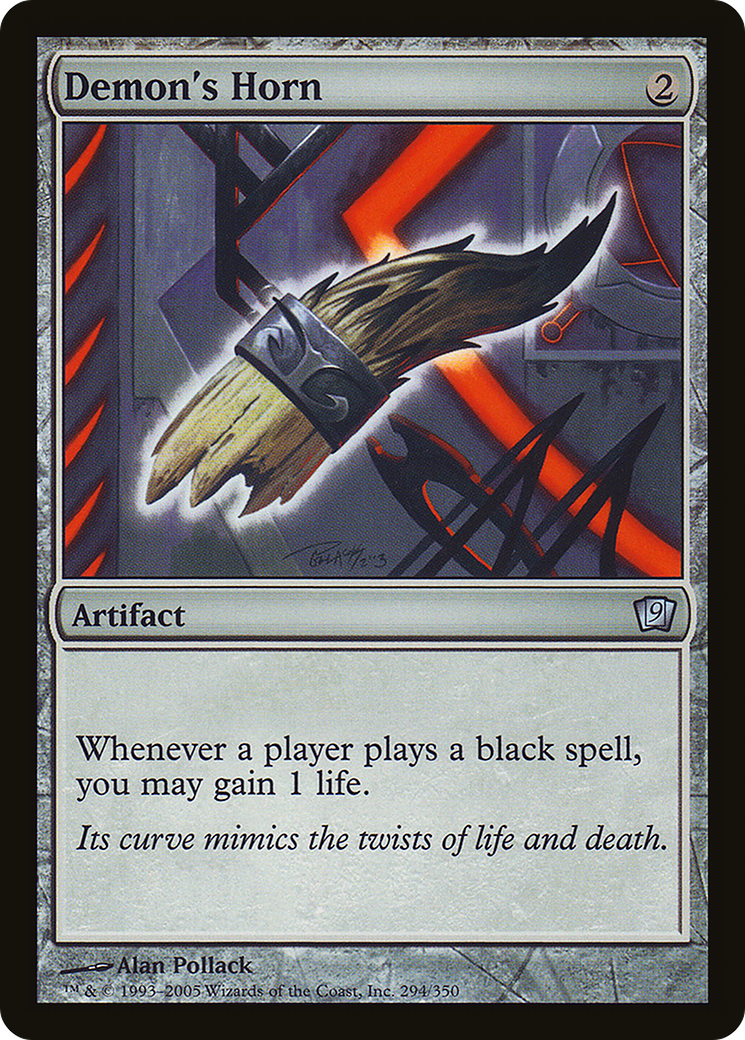 Demon's Horn
2
Artifact
9
Whenever a player plays a black spell,
you may gain 1 life.
Its curve mimics the twists of life and death.
Alan Pollack
™ & © 1993–2005 Wizards of the Coast, Inc. 294/350